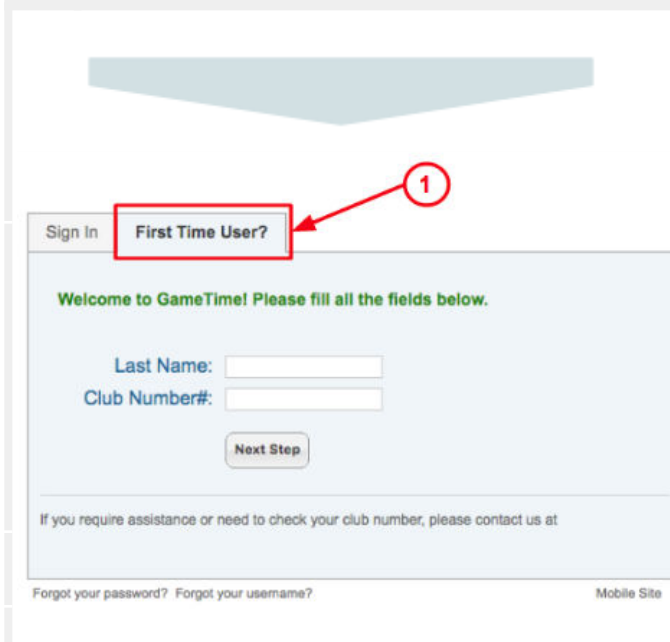 1
Sign In First Time User?
Welcome to GameTime! Please fill all the fields below.
Last Name:
Club Number#:
Next Step
If you require assistance or need to check your club number, please contact us at
Forgot your password? Forgot your username? Mobile Site